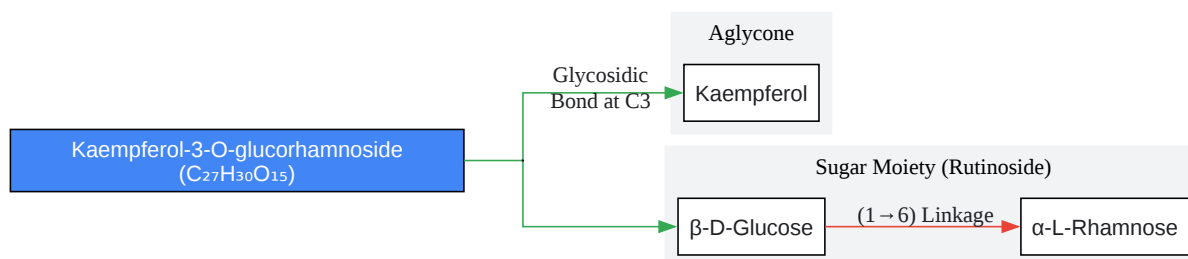 Aglycone
Glycosidic
Bond at C3
Kaempferol
Kaempferol-3-O-glucorhamnoside
(C₂₇H₃₀O₁₅)
Sugar Moiety (Rutinoside)
β-D-Glucose
(1→6) Linkage
α-L-Rhamnose